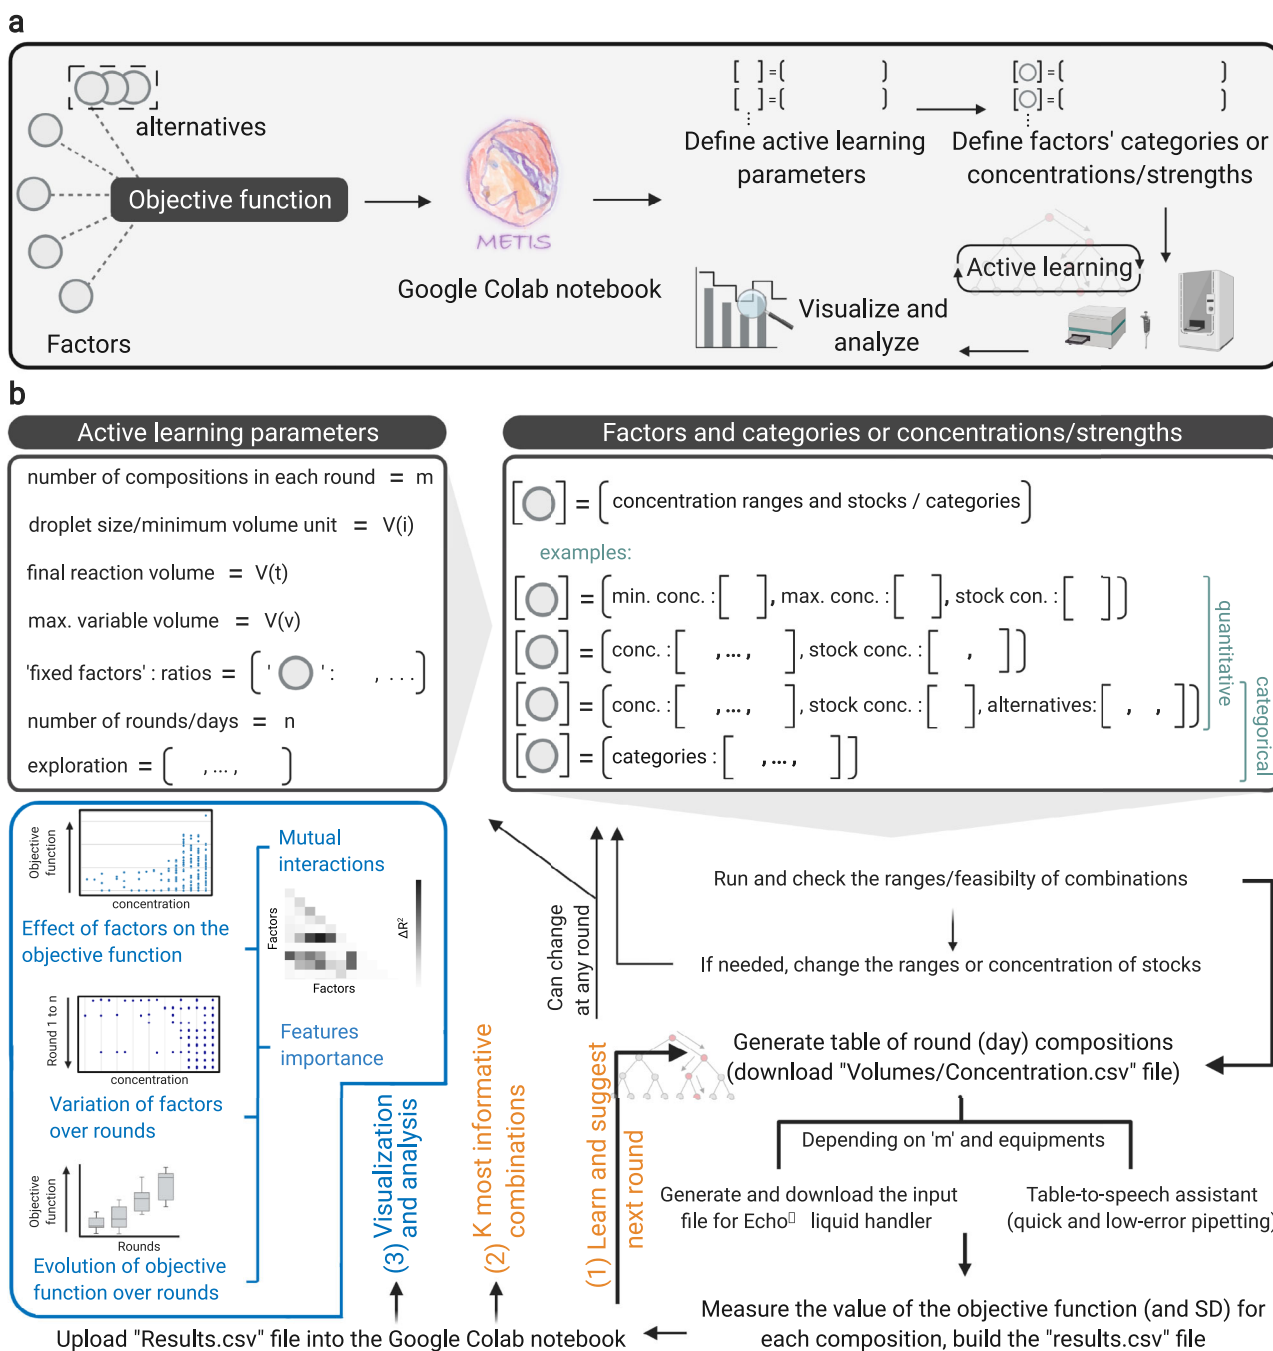 a
alternatives
Objective function
Factors
METIS
Google Colab notebook
[ ] = ( )
[ ] = ( )
Define active learning
parameters
[ ] = ( )
[ ] = ( )
Define factors' categories or
concentrations/strengths
Active learning
Visualize and
analyze
b
Active learning parameters
number of compositions in each round = m
droplet size/minimum volume unit = V(i)
final reaction volume = V(t)
max. variable volume = V(v)
'fixed factors' : ratios = ( ' ' : , ... )
number of rounds/days = n
exploration = ( , ... , )
Factors and categories or concentrations/strengths
[ ] = ( concentration ranges and stocks / categories )
examples:
[ ] = ( min. conc. : [ ] , max. conc. : [ ] , stock con. : [ ] )
[ ] = ( conc. : [ , ... , ] , stock conc. : [ , ] )
[ ] = ( conc. : [ , ... , ] , stock conc. : [ ] , alternatives: [ , , ] )
[ ] = ( categories : [ , ... , ] )
quantitative
categorical
Objective
function
concentration
Effect of factors on the
objective function
Round 1 to n
concentration
Variation of factors
over rounds
Objective
function
Rounds
Evolution of objective
function over rounds
Mutual
interactions
Factors
Factors
ΔR²
Features
importance
(3) Visualization
and analysis
(2) K most informative
combinations
(1) Learn and suggest
next round
Can change
at any round
Run and check the ranges/feasibilty of combinations
If needed, change the ranges or concentration of stocks
Generate table of round (day) compositions
(download "Volumes/Concentration.csv" file)
Depending on 'm' and equipments
Generate and download the input
file for Echo▯ liquid handler
Table-to-speech assistant
(quick and low-error pipetting)
Measure the value of the objective function (and SD) for
each composition, build the "results.csv" file
Upload "Results.csv" file into the Google Colab notebook